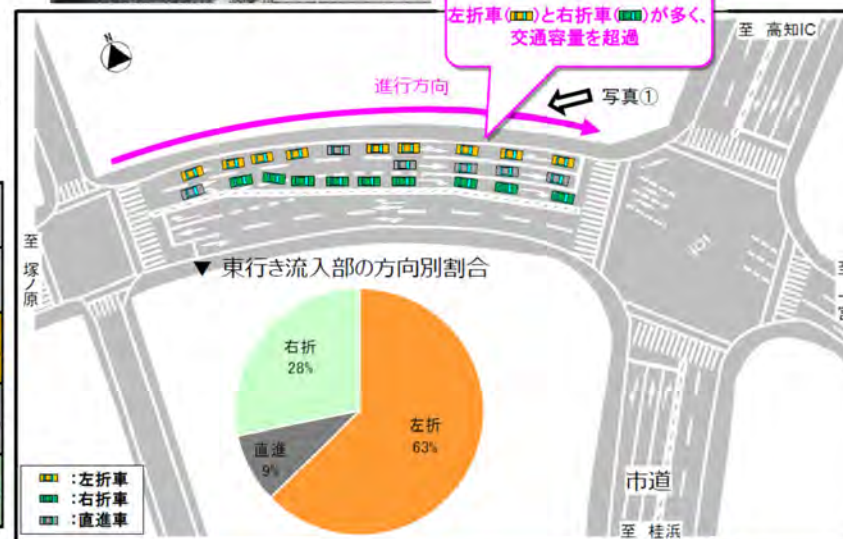 左折車()と右折車()が多く、
交通容量を超過
至 高知IC
N
進行方向
写真①
至 塚ノ原
至 一宮
▼ 東行き流入部の方向別割合
右折
28%
直進
9%
左折
63%
:左折車
:右折車
:直進車
市道
至 桂浜